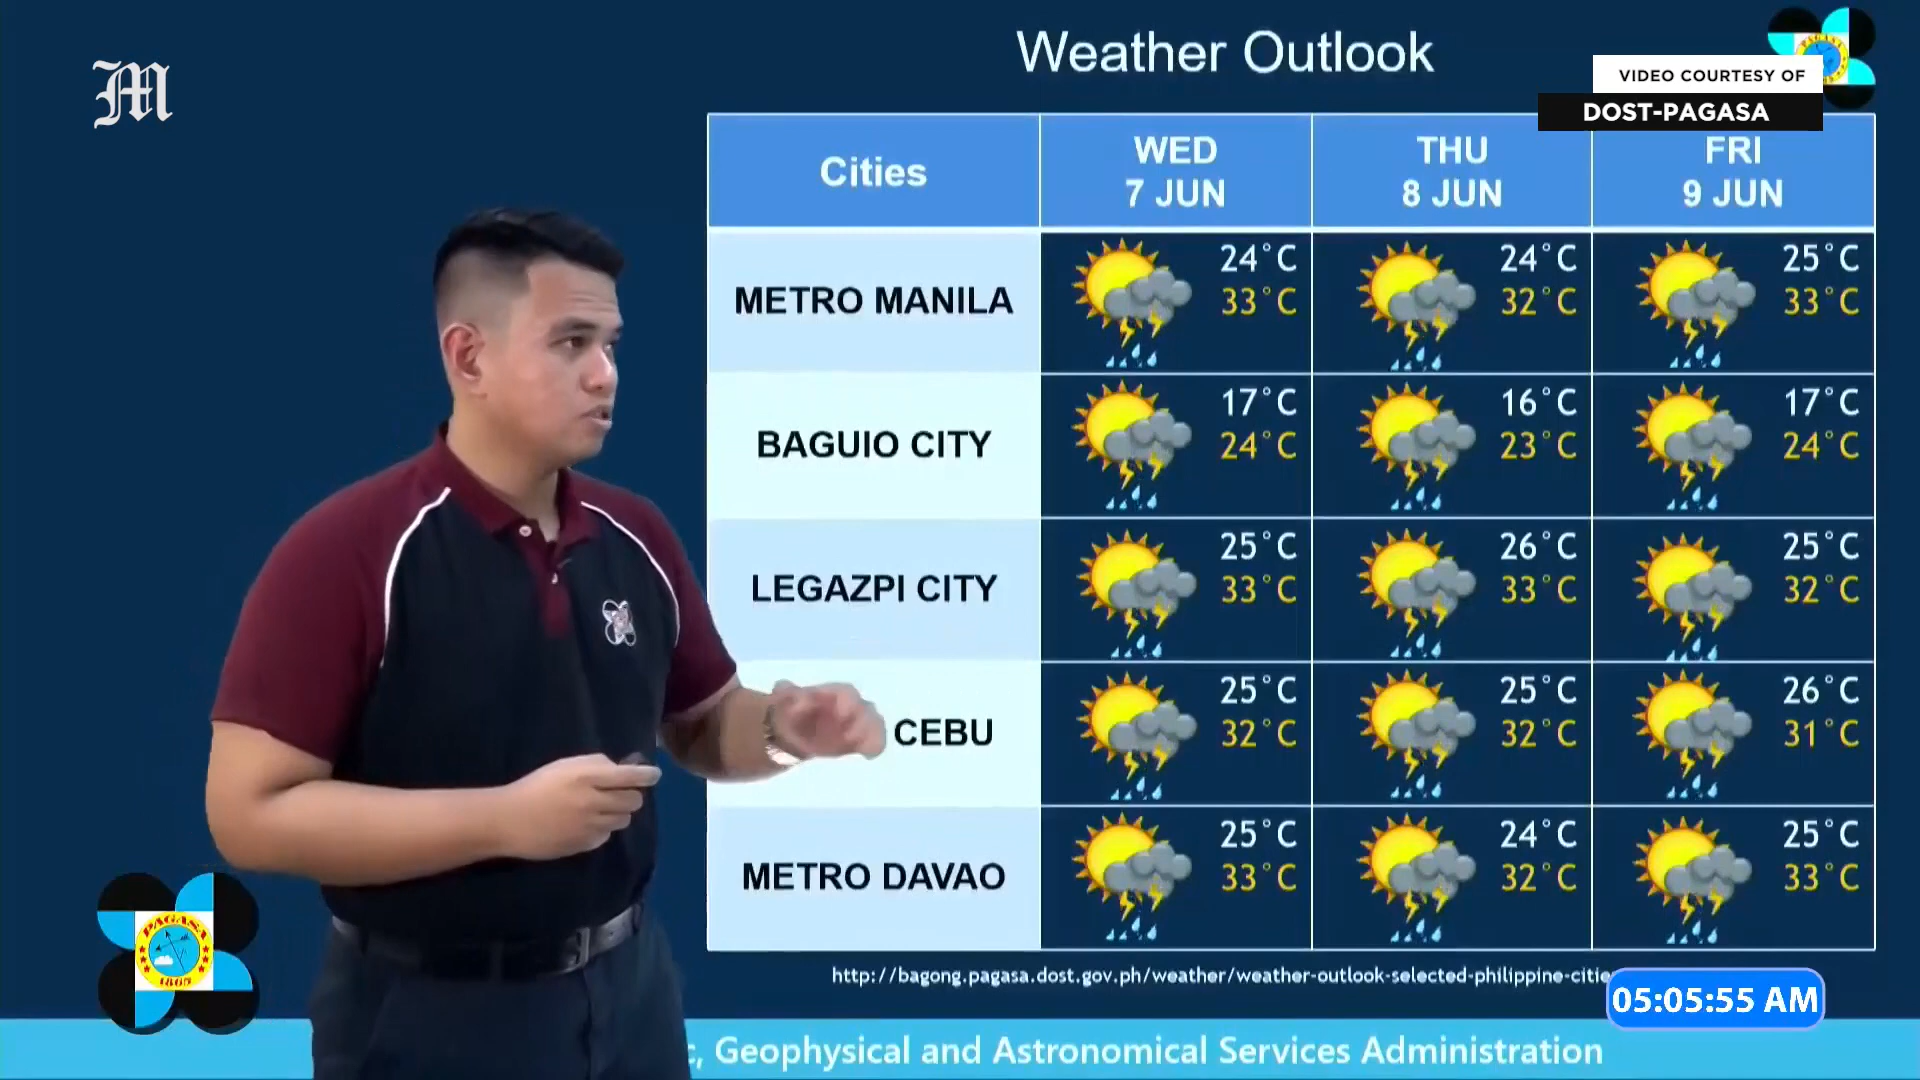 Weather Outlook
M
VIDEO COURTESY OF
DOST-PAGASA
Cities
WED
7 JUN
THU
8 JUN
FRI
9 JUN
METRO MANILA
24°C
33°C
24°C
32°C
25°C
33°C
BAGUIO CITY
17°C
24°C
16°C
23°C
17°C
24°C
LEGAZPI CITY
25°C
33°C
26°C
33°C
25°C
32°C
CEBU
25°C
32°C
25°C
32°C
26°C
31°C
METRO DAVAO
25°C
33°C
24°C
32°C
25°C
33°C
PAGASA
1865
http://bagong.pagasa.dost.gov.ph/weather/weather-outlook-selected-philippine-citie
05:05:55 AM
c, Geophysical and Astronomical Services Administration